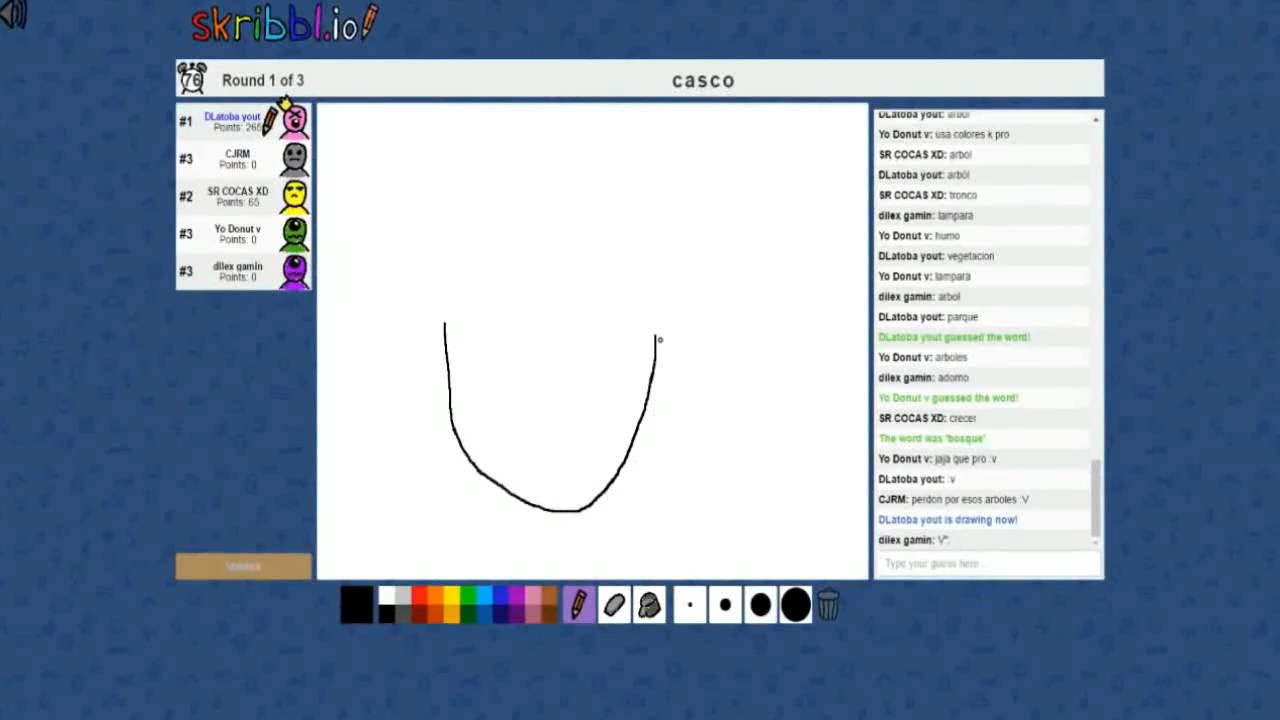 skribbl.io
76
Round 1 of 3
casco
#1
DLatoba yout
Points: 265
#3
CJRM
Points: 0
#2
SR COCAS XD
Points: 65
#3
Yo Donut v
Points: 0
#3
dilex gamin
Points: 0
DLatoba yout: arbol
Yo Donut v: usa colores k pro
SR COCAS XD: arbol
DLatoba yout: arból
SR COCAS XD: tronco
dilex gamin: lampara
Yo Donut v: humo
DLatoba yout: vegetacion
Yo Donut v: lampara
dilex gamin: arbol
DLatoba yout: parque
DLatoba yout guessed the word!
Yo Donut v: arboles
dilex gamin: adorno
Yo Donut v guessed the word!
SR COCAS XD: crecer
The word was 'bosque'
Yo Donut v: jaja que pro :v
DLatoba yout: :v
CJRM: perdon por esos arboles :V
DLatoba yout is drawing now!
dilex gamin: V":
Type your guess here...